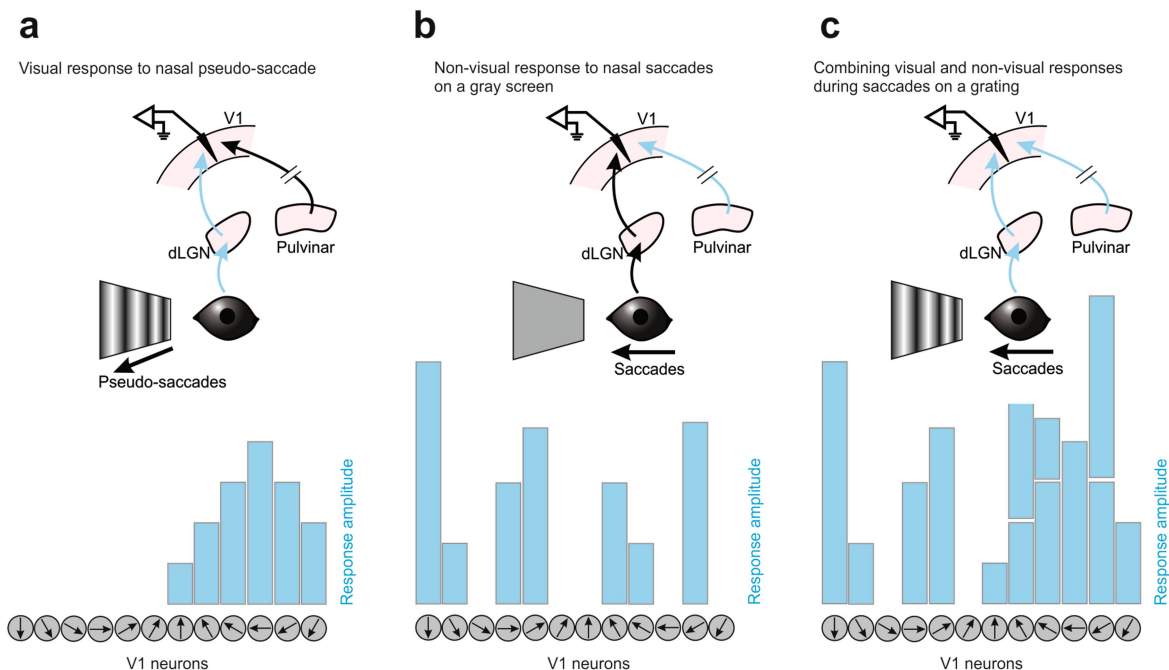 a
Visual response to nasal pseudo-saccade
V1
dLGN
Pulvinar
Pseudo-saccades
Response amplitude
V1 neurons
b
Non-visual response to nasal saccades
on a gray screen
V1
dLGN
Pulvinar
Saccades
Response amplitude
V1 neurons
c
Combining visual and non-visual responses
during saccades on a grating
V1
dLGN
Pulvinar
Saccades
Response amplitude
V1 neurons